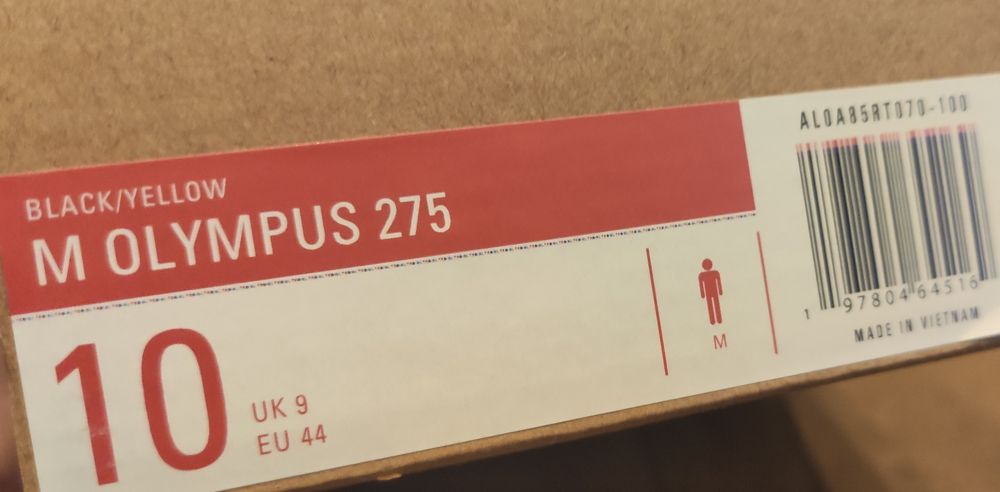 BLACK/YELLOW
M OLYMPUS 275
10
UK 9
EU 44
M
AL0A85RT070-100
1 97804 64516
MADE IN VIETNAM